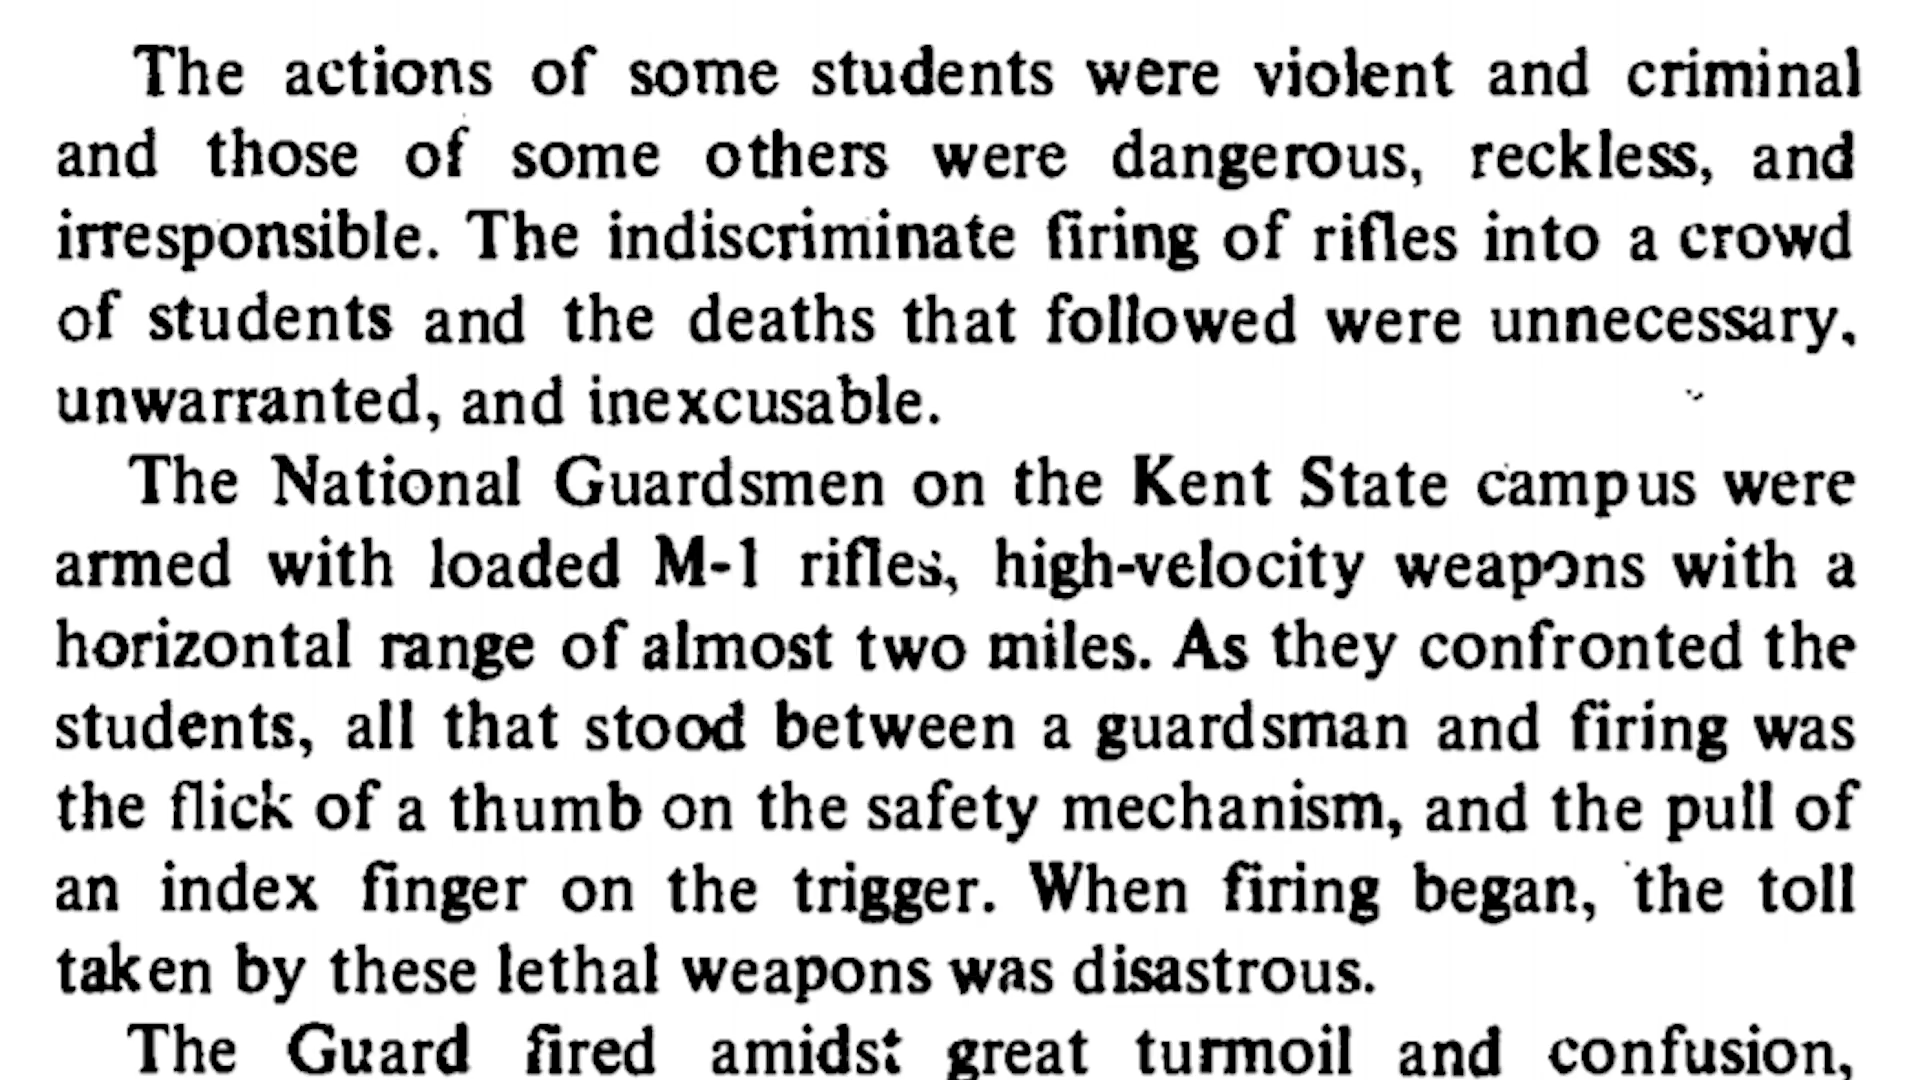 The actions of some students were violent and criminal
and those of some others were dangerous, reckless, and
irresponsible. The indiscriminate firing of rifles into a crowd
of students and the deaths that followed were unnecessary,
unwarranted, and inexcusable.
The National Guardsmen on the Kent State campus were
armed with loaded M-1 rifles, high-velocity weapons with a
horizontal range of almost two miles. As they confronted the
students, all that stood between a guardsman and firing was
the flick of a thumb on the safety mechanism, and the pull of
an index finger on the trigger. When firing began, the toll
taken by these lethal weapons was disastrous.
The Guard fired amidst great turmoil and confusion,